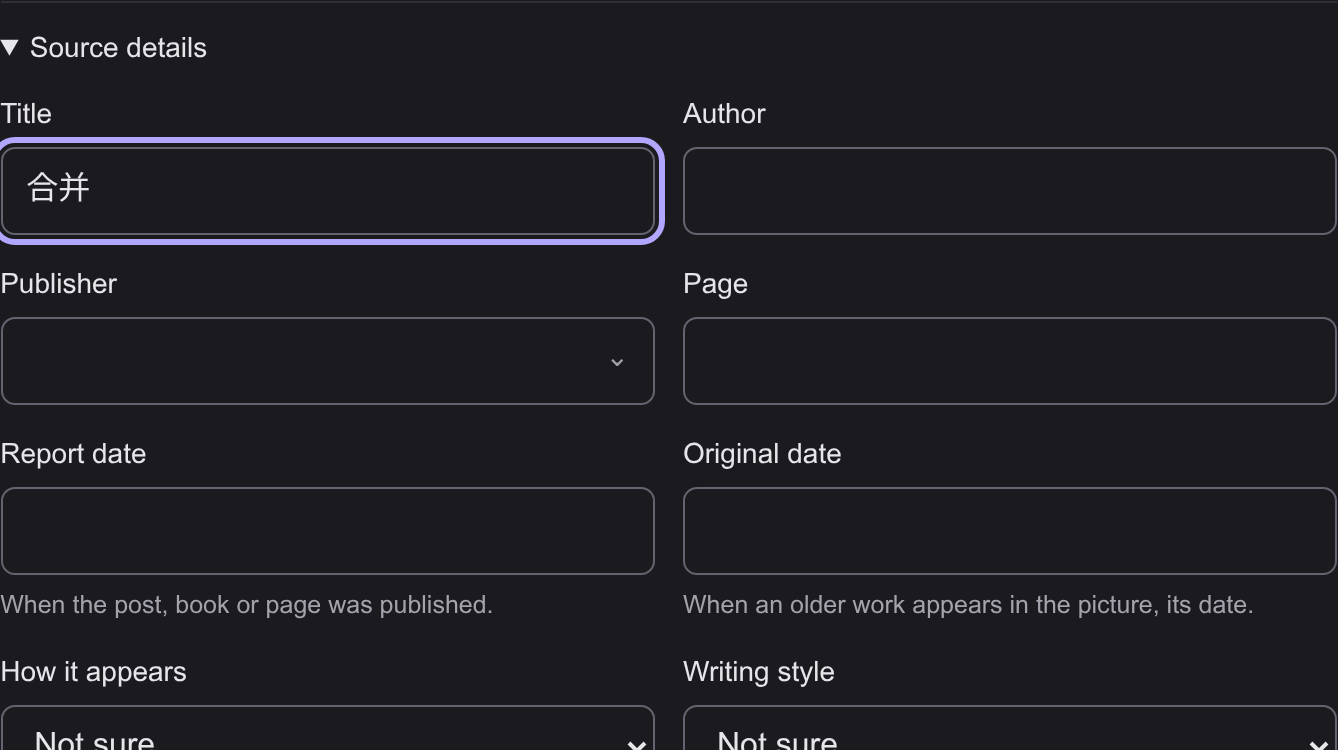 Source details
Title
Author
合并
Publisher
Page
Report date
Original date
When the post, book or page was published.
When an older work appears in the picture, its date.
How it appears
Writing style
Not sure
Not sure